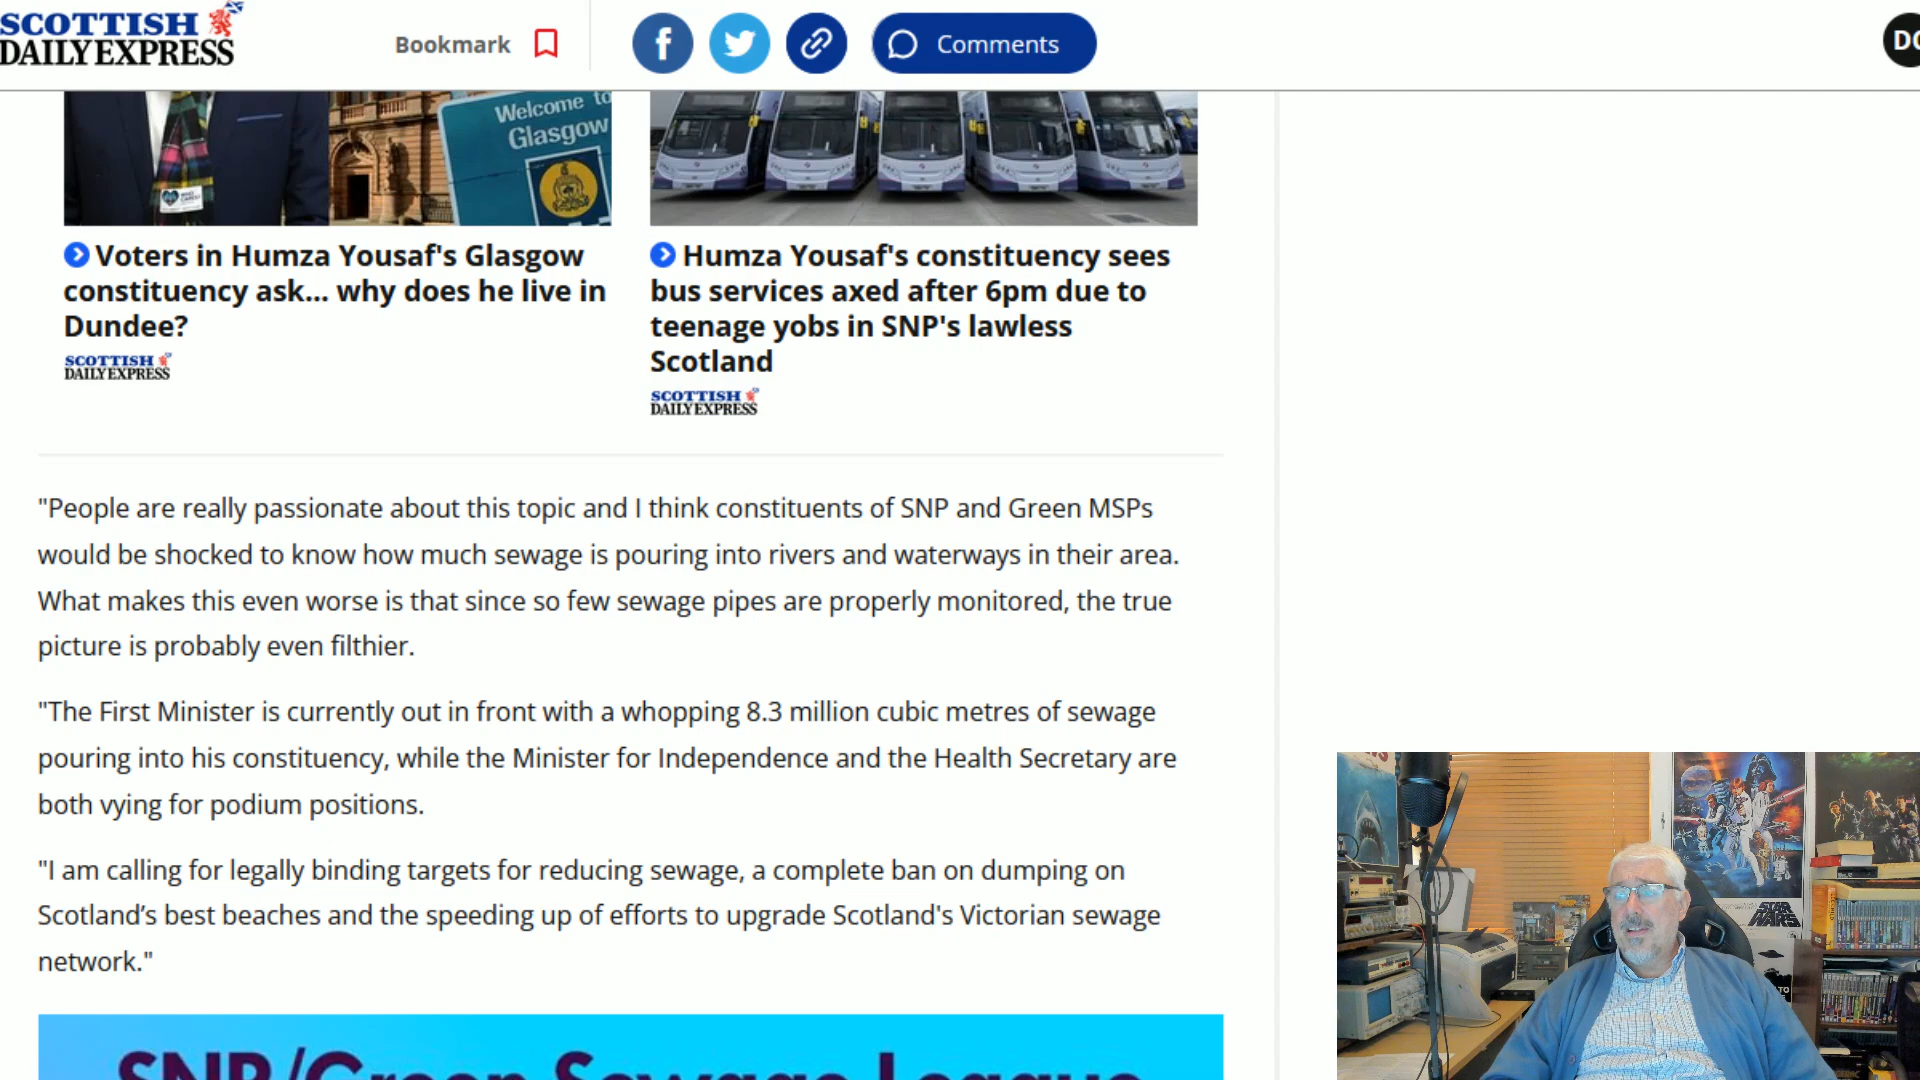 SCOTTISH
DAILY EXPRESS
Bookmark
Comments
DO
Welcome to
Glasgow
Voters in Humza Yousaf's Glasgow
constituency ask... why does he live in
Dundee?
SCOTTISH
DAILY EXPRESS
Humza Yousaf's constituency sees
bus services axed after 6pm due to
teenage yobs in SNP's lawless
Scotland
SCOTTISH
DAILY EXPRESS
"People are really passionate about this topic and I think constituents of SNP and Green MSPs
would be shocked to know how much sewage is pouring into rivers and waterways in their area.
What makes this even worse is that since so few sewage pipes are properly monitored, the true
picture is probably even filthier.
"The First Minister is currently out in front with a whopping 8.3 million cubic metres of sewage
pouring into his constituency, while the Minister for Independence and the Health Secretary are
both vying for podium positions.
"I am calling for legally binding targets for reducing sewage, a complete ban on dumping on
Scotland’s best beaches and the speeding up of efforts to upgrade Scotland's Victorian sewage
network."
SNP/Green Sewage League
STAR
WARS